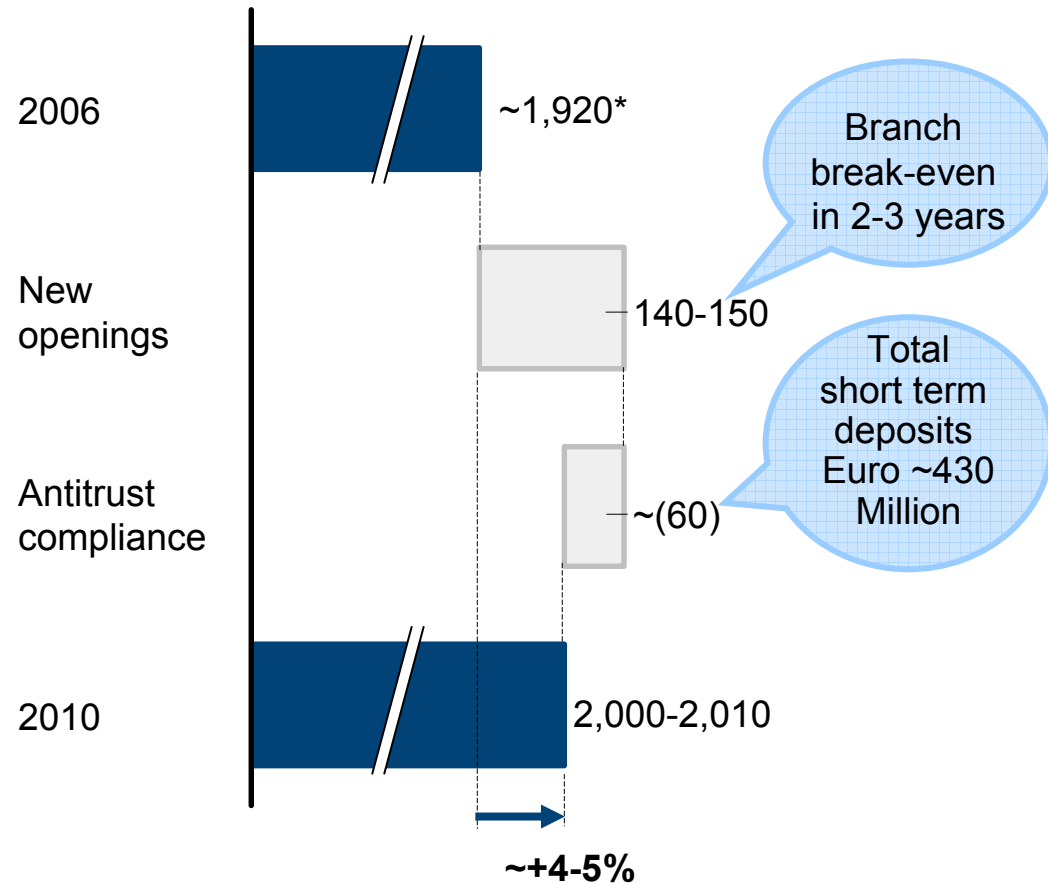 2006
~1,920*
Branch
break-even
in 2-3 years
New
openings
140-150
Total
short term
deposits
Euro ~430
Million
Antitrust
compliance
~(60)
2010
2,000-2,010
~+4-5%